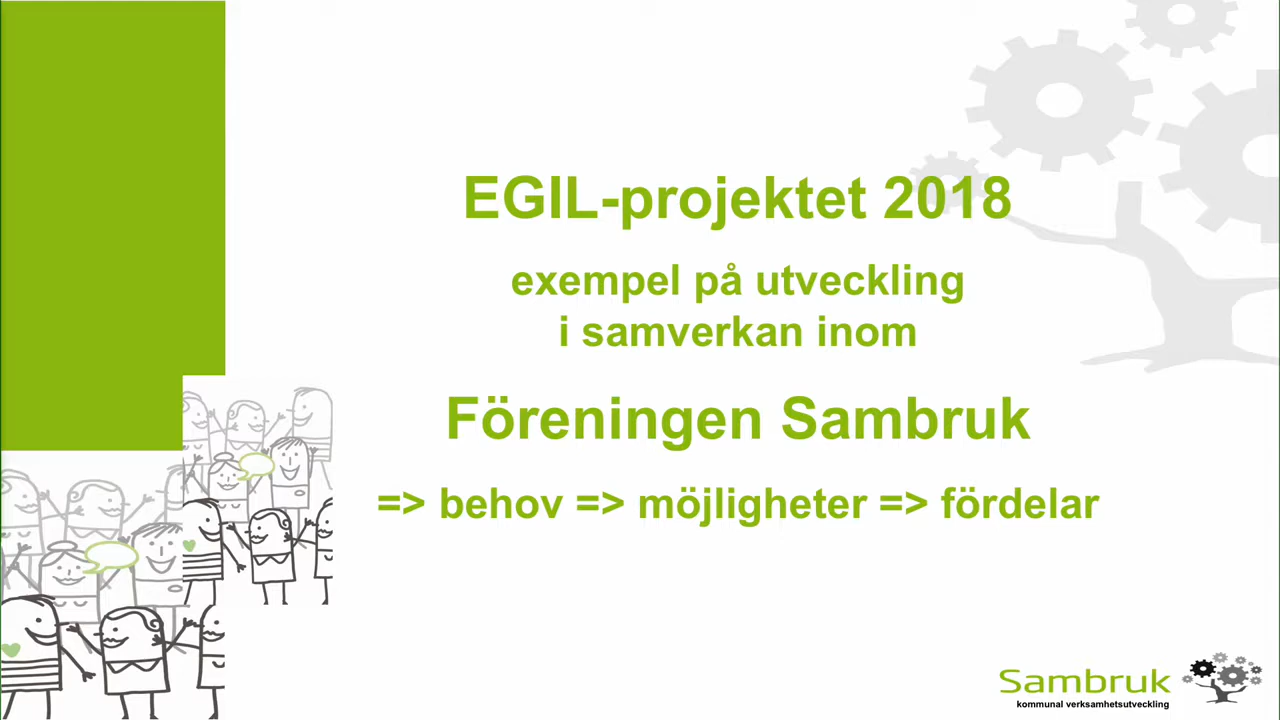 EGIL-projektet 2018
exempel på utveckling
i samverkan inom
Föreningen Sambruk
=> behov => möjligheter => fördelar
Sambruk
kommunal verksamhetsutveckling